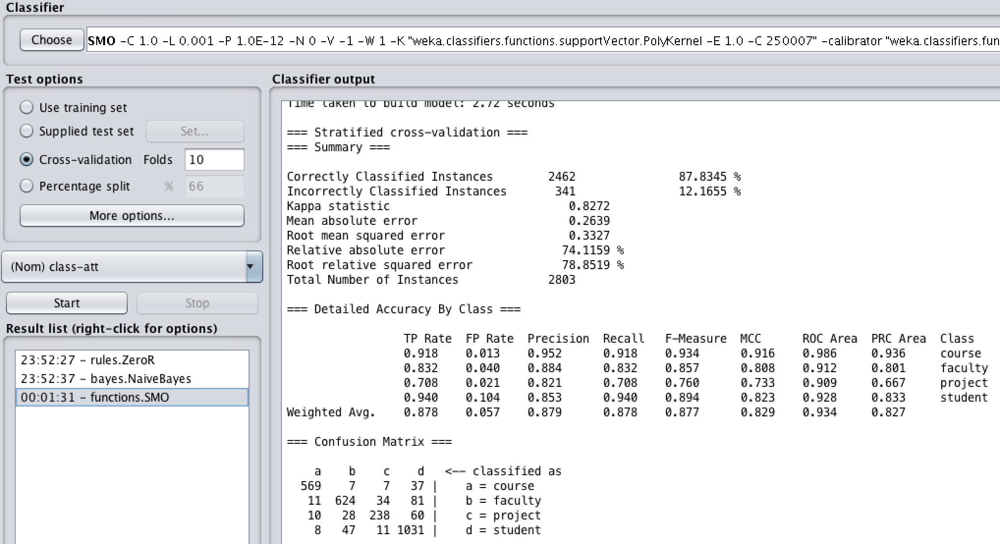 Classifier
Choose SMO -C 1.0 -L 0.001 -P 1.0E-12 -N 0 -V -1 -W 1 -K "weka.classifiers.functions.supportVector.PolyKernel -E 1.0 -C 250007" -calibrator "weka.classifiers.fun
Test options
Use training set
Supplied test set Set...
Cross-validation Folds 10
Percentage split % 66
More options...
(Nom) class-att
Start Stop
Result list (right-click for options)
23:52:27 - rules.ZeroR
23:52:37 - bayes.NaiveBayes
00:01:31 - functions.SMO
Classifier output
Time taken to build model: 2.72 seconds
=== Stratified cross-validation ===
=== Summary ===
Correctly Classified Instances 2462 87.8345 %
Incorrectly Classified Instances 341 12.1655 %
Kappa statistic 0.8272
Mean absolute error 0.2639
Root mean squared error 0.3327
Relative absolute error 74.1159 %
Root relative squared error 78.8519 %
Total Number of Instances 2803
=== Detailed Accuracy By Class ===
TP Rate FP Rate Precision Recall F-Measure MCC ROC Area PRC Area Class
0.918 0.013 0.952 0.918 0.934 0.916 0.986 0.936 course
0.832 0.040 0.884 0.832 0.857 0.808 0.912 0.801 faculty
0.708 0.021 0.821 0.708 0.760 0.733 0.909 0.667 project
0.940 0.104 0.853 0.940 0.894 0.823 0.928 0.833 student
Weighted Avg. 0.878 0.057 0.879 0.878 0.877 0.829 0.934 0.827
=== Confusion Matrix ===
a b c d <-- classified as
569 7 7 37 | a = course
11 624 34 81 | b = faculty
10 28 238 60 | c = project
8 47 11 1031 | d = student